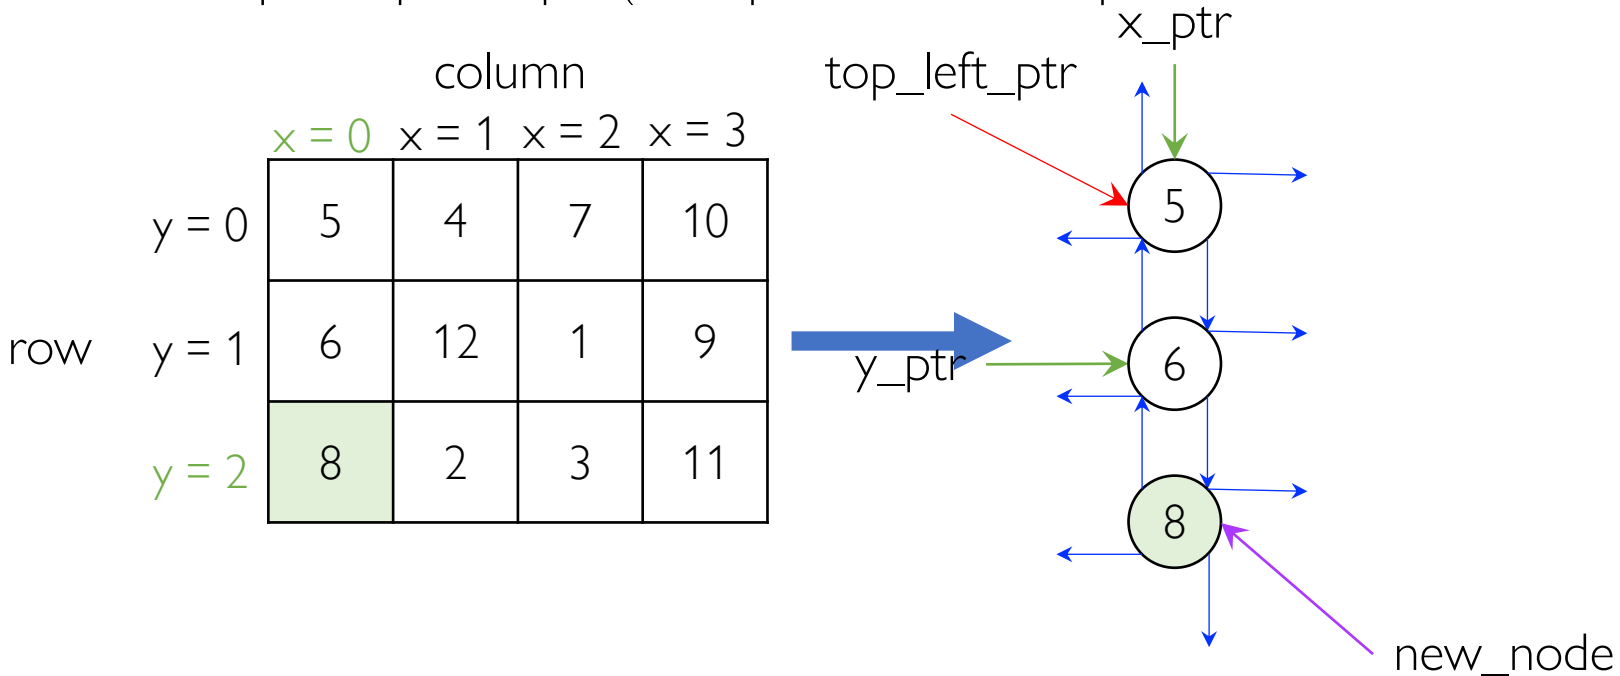 x_ptr
column
top_left_ptr
x = 0 x = 1 x = 2 x = 3
y = 0 5 4 7 10
5
row y = 1 6 12 1 9
y_ptr
6
y = 2 8 2 3 11
8
new_node